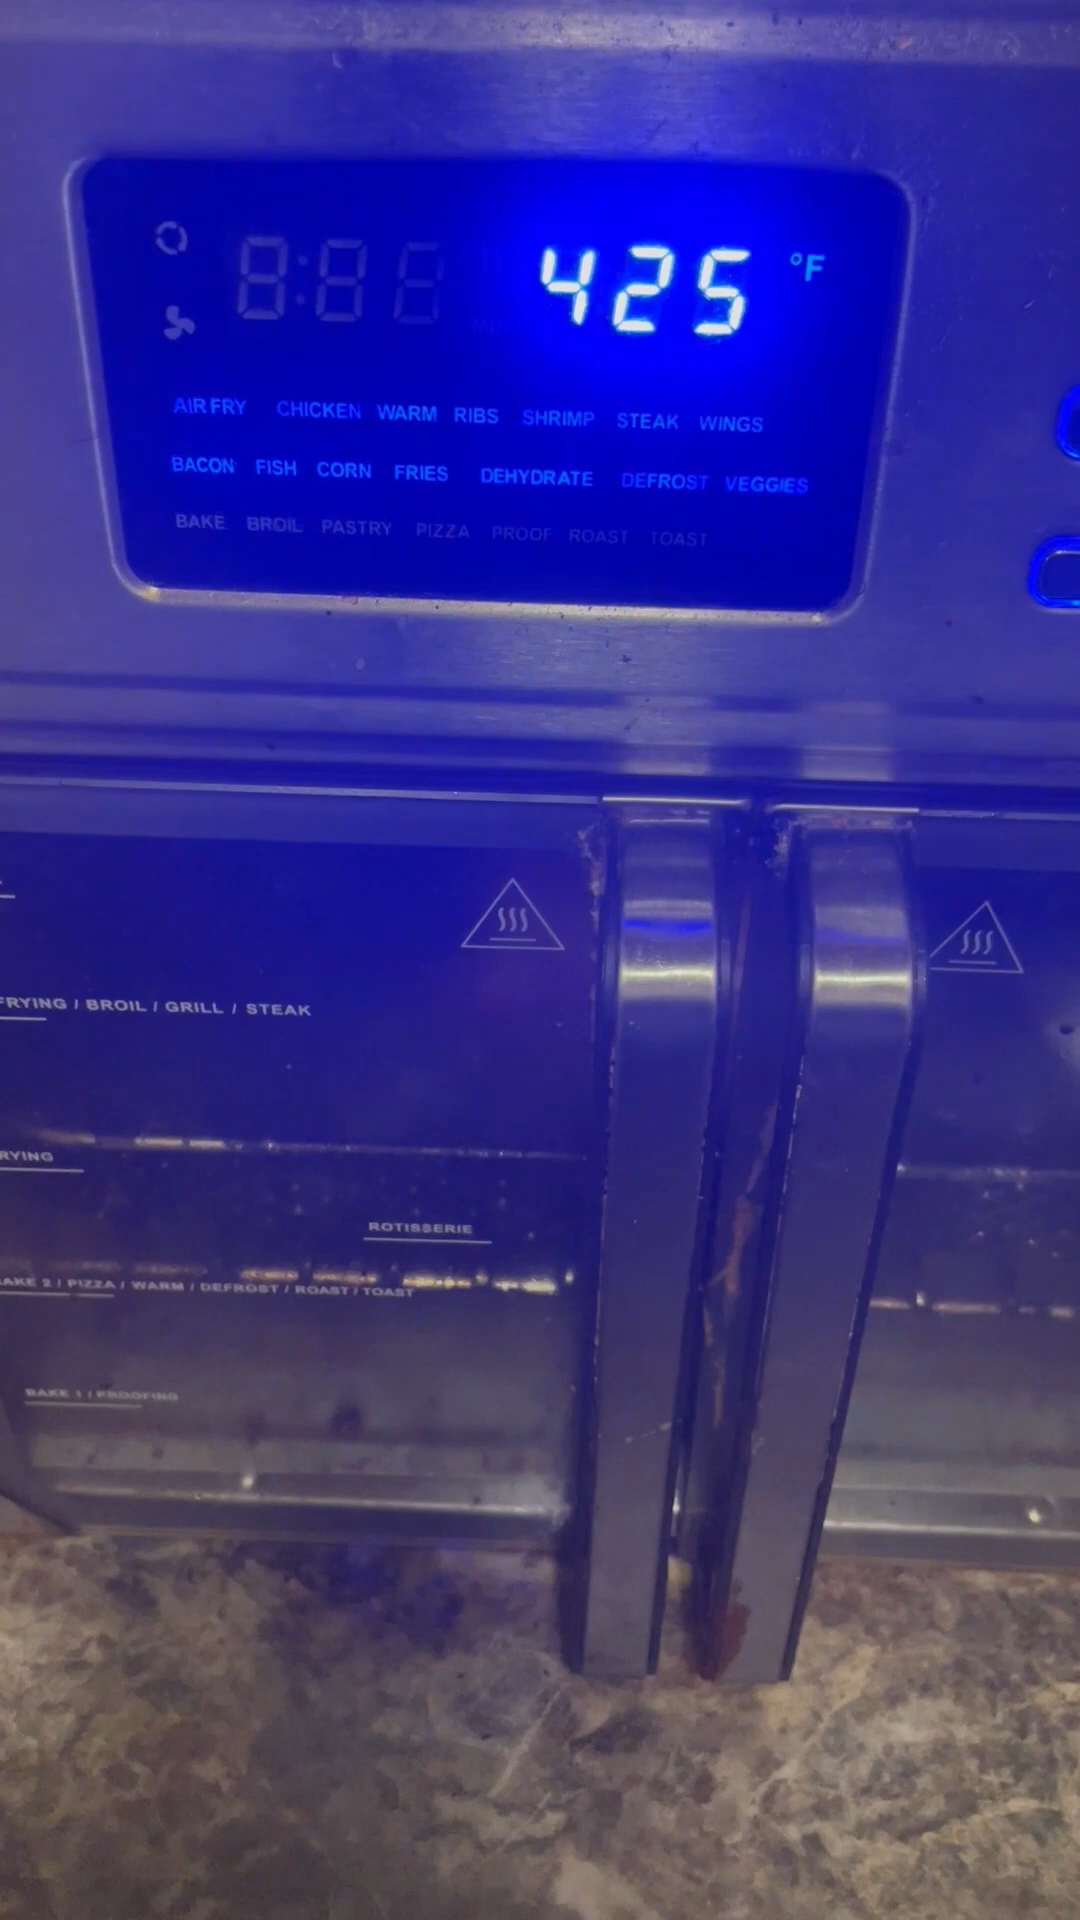 8:88 425 °F
AIR FRY CHICKEN WARM RIBS SHRIMP STEAK WINGS
BACON FISH CORN FRIES DEHYDRATE DEFROST VEGGIES
BAKE BROIL PASTRY PIZZA PROOF ROAST TOAST
FRYING / BROIL / GRILL / STEAK
RYING
ROTISSERIE
AKE 2 / PIZZA / WARM / DEFROST / ROAST / TOAST
BAKE 1 / PROOFING